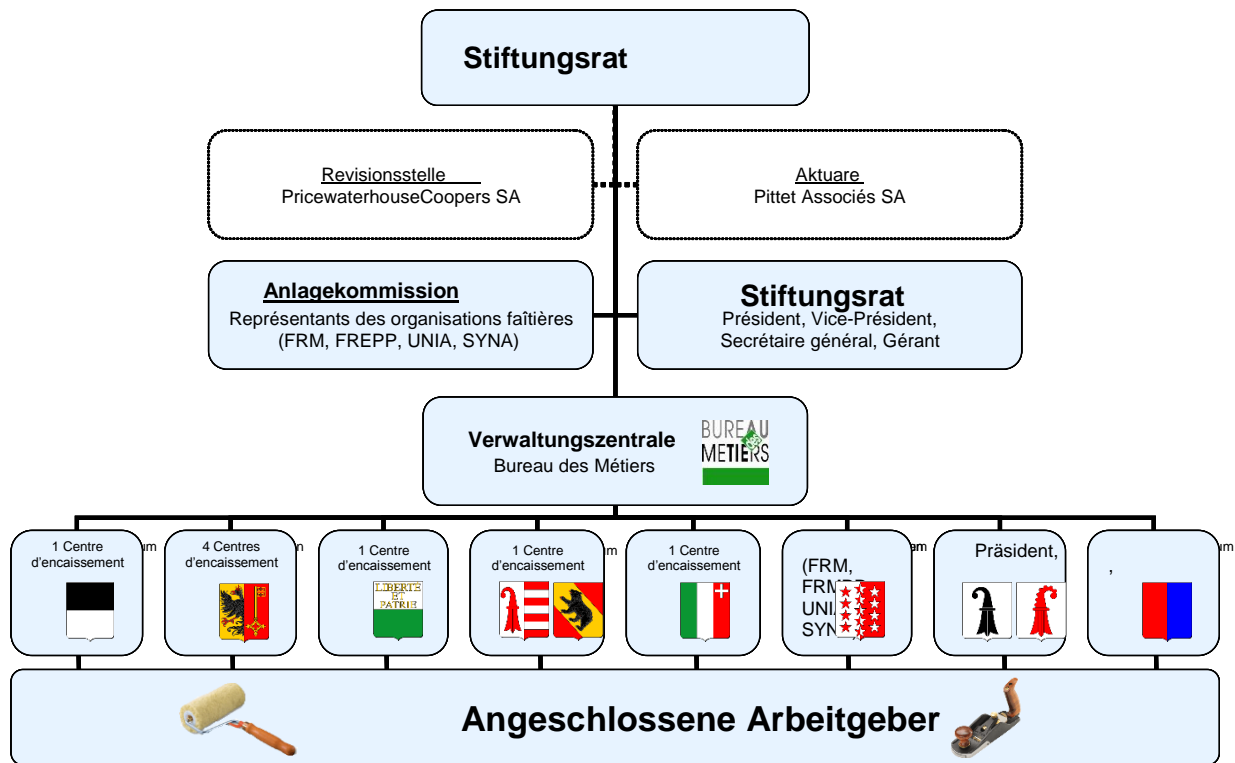 Stiftungsrat
Revisionsstelle
PricewaterhouseCoopers SA
Aktuare
Pittet Associés SA
Anlagekommission
Représentants des organisations faîtières
(FRM, FREPP, UNIA, SYNA)
Stiftungsrat
Président, Vice-Président,
Secrétaire général, Gérant
Verwaltungszentrale
Bureau des Métiers
BUREAU
METIERS
1 Centre
d'encaissement
4 Centres
d'encaissement
1 Centre
d'encaissement
LIBERTÉ
ET
PATRIE
1 Centre
d'encaissement
1 Centre
d'encaissement
(FRM,
Präsident,
,
Angeschlossene Arbeitgeber